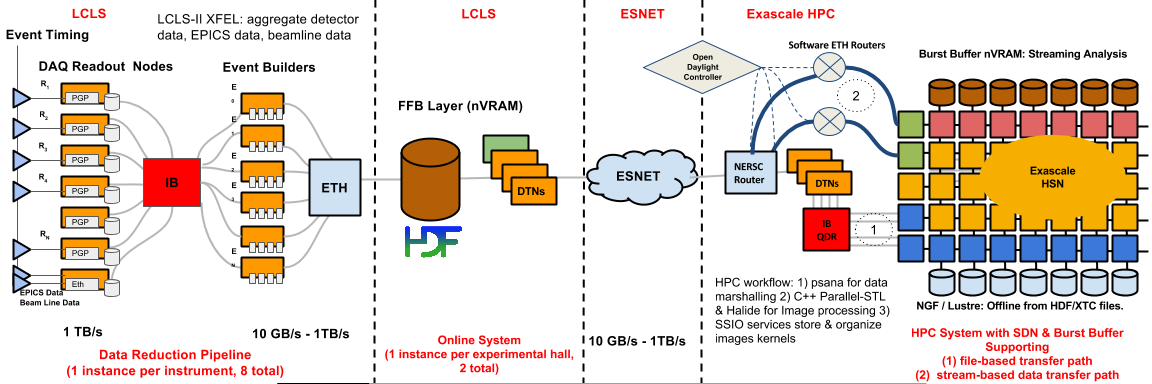 LCLS
LCLS
ESNET
Exascale HPC
LCLS-II XFEL: aggregate detector
data, EPICS data, beamline data
Event Timing
DAQ Readout Nodes
Event Builders
R1
PGP
R2
PGP
R3
PGP
R4
PGP
PGP
RN
PGP
Eth
EPICS Data
Beam Line Data
IB
E
0
E
1
E
2
E
3
E
N
ETH
FFB Layer (nVRAM)
DTNs
HDF
ESNET
Open
Daylight
Controller
Software ETH Routers
2
NERSC
Router
DTNs
IB
QDR
1
Burst Buffer nVRAM: Streaming Analysis
Exascale
HSN
NGF / Lustre: Offline from HDF/XTC files.
HPC workflow: 1) psana for data
marshalling 2) C++ Parallel-STL
& Halide for Image processing 3)
SSIO services store & organize
images kernels
1 TB/s
10 GB/s - 1TB/s
Data Reduction Pipeline
(1 instance per instrument, 8 total)
Online System
(1 instance per experimental hall,
2 total)
10 GB/s - 1TB/s
HPC System with SDN & Burst Buffer
Supporting
(1) file-based transfer path
(2) stream-based data transfer path